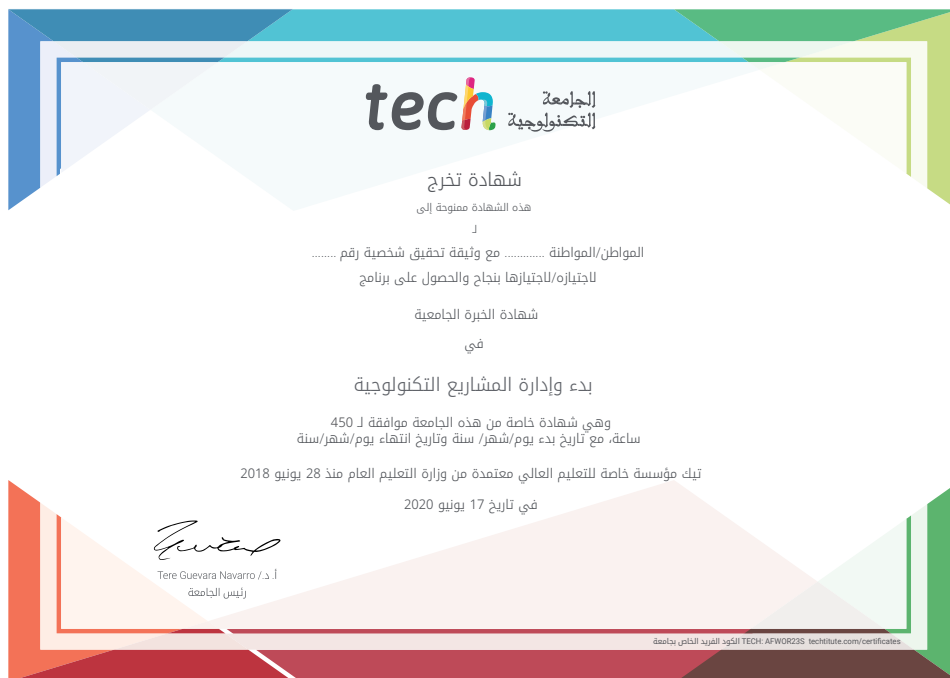 tech
الجامعة
التكنولوجية
شهادة تخرج
هذه الشهادة ممنوحة إلى
لـ
المواطن/المواطنة ............ مع وثيقة تحقيق شخصية رقم ........
لاجتيازه/لاجتيازها بنجاح والحصول على برنامج
شهادة الخبرة الجامعية
في
بدء وإدارة المشاريع التكنولوجية
وهي شهادة خاصة من هذه الجامعة موافقة لـ 450
ساعة، مع تاريخ بدء يوم/شهر/ سنة وتاريخ انتهاء يوم/شهر/سنة
تيك مؤسسة خاصة للتعليم العالي معتمدة من وزارة التعليم العام منذ 28 يونيو 2018
في تاريخ 17 يونيو 2020
أ. د./ Tere Guevara Navarro
رئيس الجامعة
الكود الفريد الخاص بجامعة TECH: AFWOR23S techtitute.com/certificates